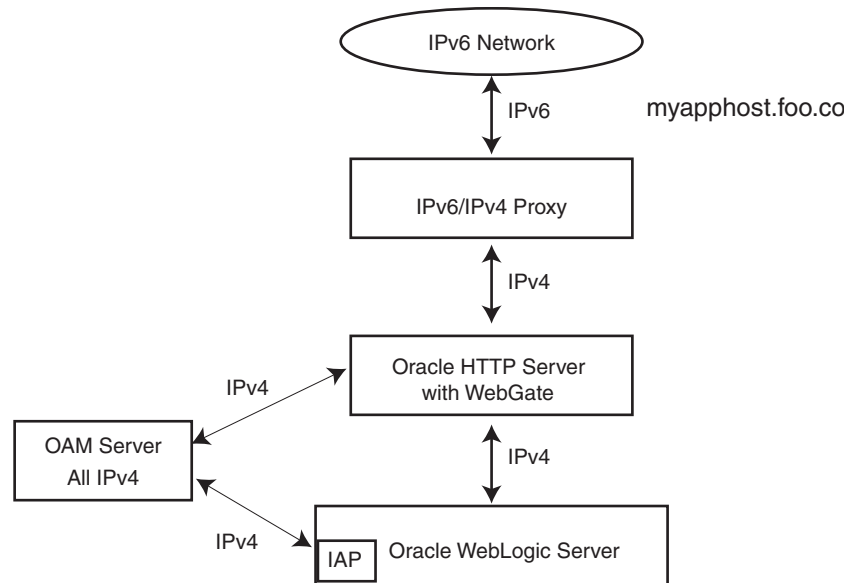 IPv6 Network
IPv6
myapphost.foo.co
IPv6/IPv4 Proxy
IPv4
Oracle HTTP Server
with WebGate
IPv4
OAM Server
All IPv4
IPv4
IPv4
IAP
Oracle WebLogic Server